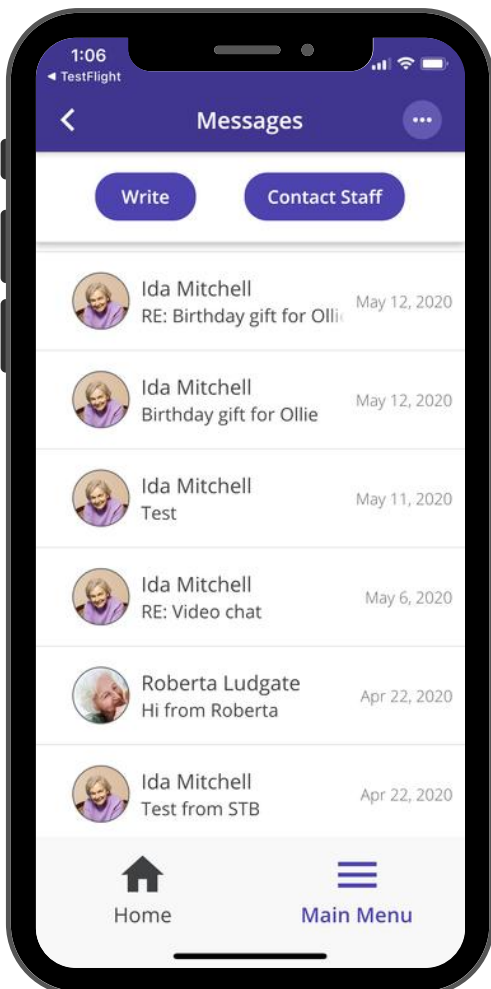 1:06
◀ TestFlight
Messages
Write
Contact Staff
Ida Mitchell
RE: Birthday gift for Olli
May 12, 2020
Ida Mitchell
Birthday gift for Ollie
May 12, 2020
Ida Mitchell
Test
May 11, 2020
Ida Mitchell
RE: Video chat
May 6, 2020
Roberta Ludgate
Hi from Roberta
Apr 22, 2020
Ida Mitchell
Test from STB
Apr 22, 2020
Home
Main Menu